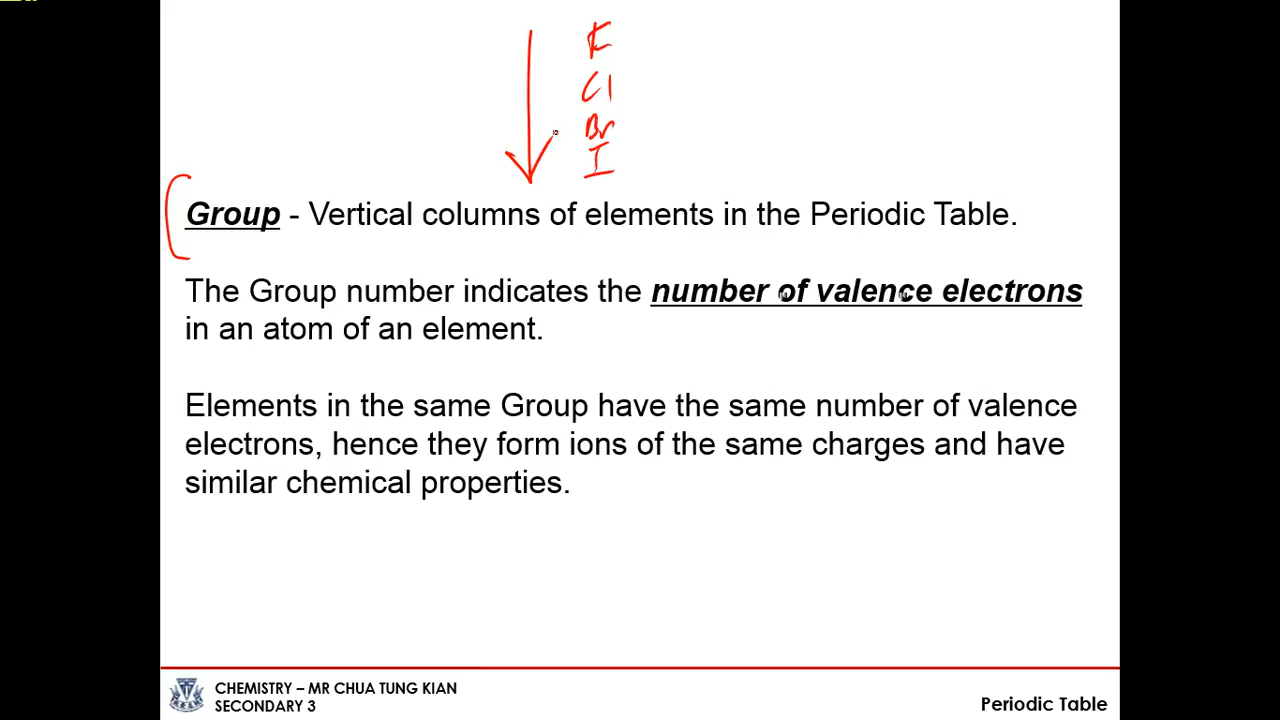 F
Cl
Br
I
Group - Vertical columns of elements in the Periodic Table.
The Group number indicates the number of valence electrons
in an atom of an element.
Elements in the same Group have the same number of valence
electrons, hence they form ions of the same charges and have
similar chemical properties.
CHEMISTRY – MR CHUA TUNG KIAN
SECONDARY 3
Periodic Table